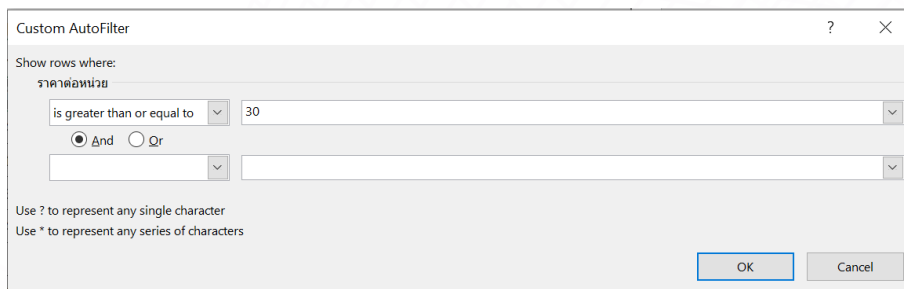 Custom AutoFilter ?
Show rows where:
ราคาต่อหน่วย
is greater than or equal to 30
And Or
Use ? to represent any single character
Use * to represent any series of characters
OK Cancel